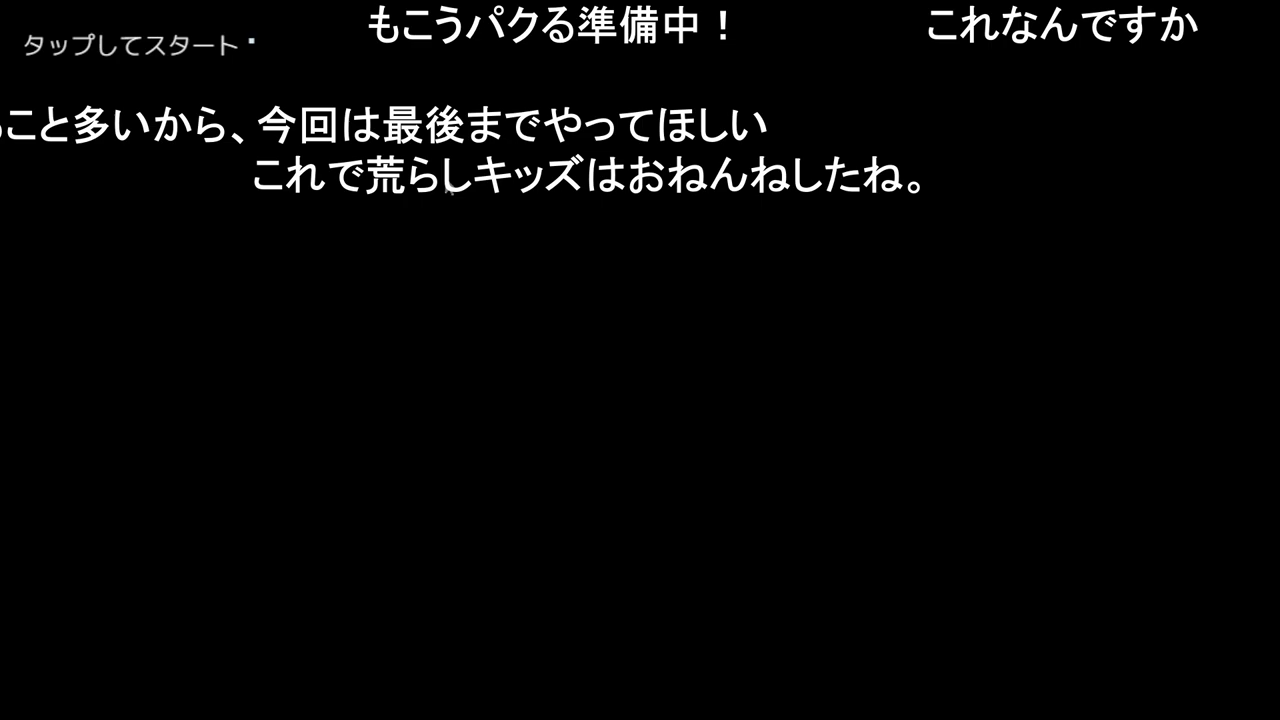 もこうパクる準備中！
これなんですか
タップしてスタート
こと多いから、今回は最後までやってほしい
これで荒らしキッズはおねんねしたね。